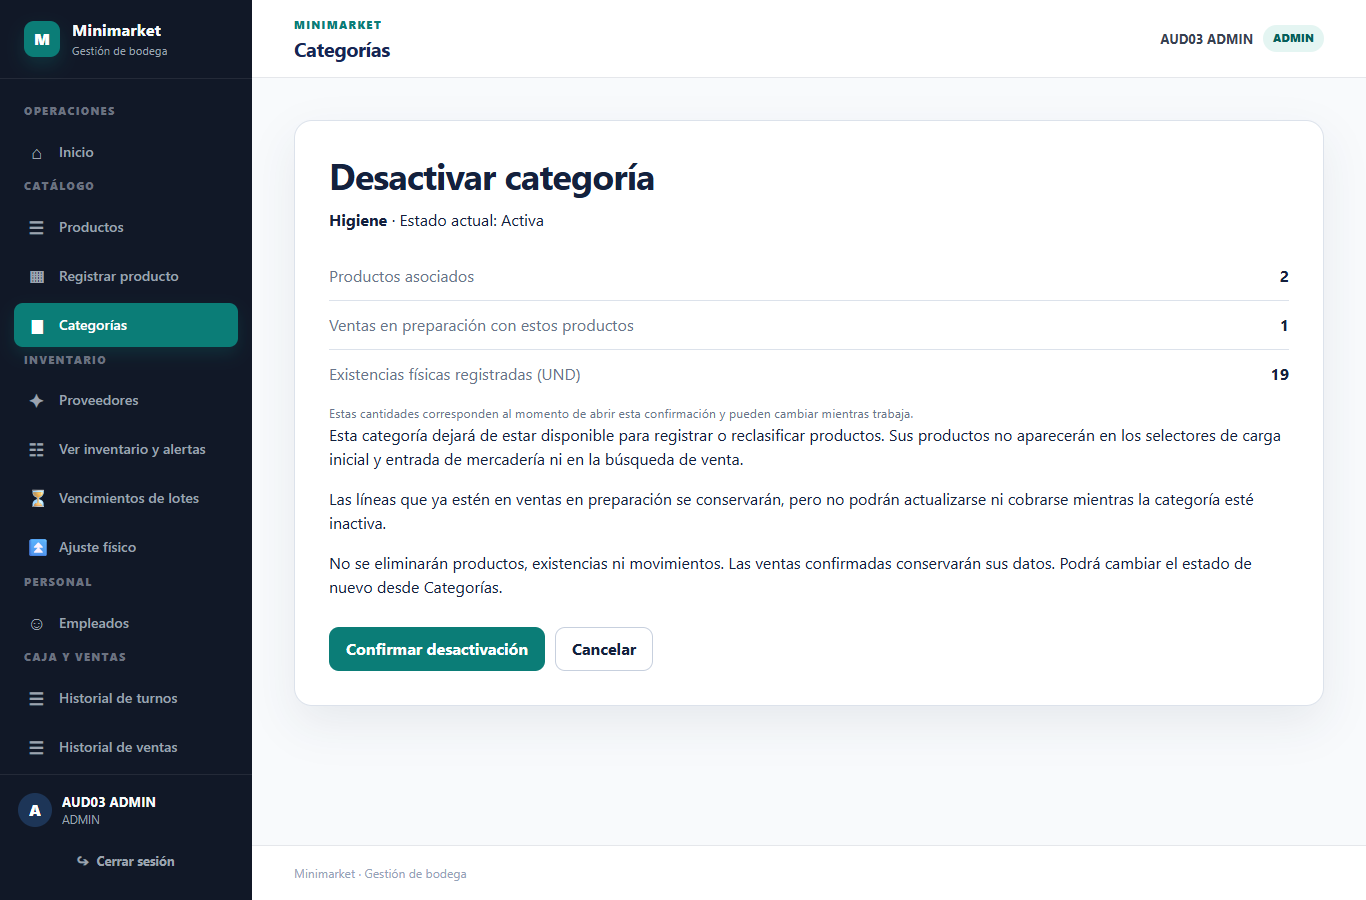 M
Minimarket
Gestión de bodega
OPERACIONES
Inicio
CATÁLOGO
Productos
Registrar producto
Categorías
INVENTARIO
Proveedores
Ver inventario y alertas
Vencimientos de lotes
Ajuste físico
PERSONAL
Empleados
CAJA Y VENTAS
Historial de turnos
Historial de ventas
A
AUD03 ADMIN
ADMIN
Cerrar sesión
MINIMARKET
Categorías
AUD03 ADMIN ADMIN
Desactivar categoría
Higiene · Estado actual: Activa
Productos asociados 2
Ventas en preparación con estos productos 1
Existencias físicas registradas (UND) 19
Estas cantidades corresponden al momento de abrir esta confirmación y pueden cambiar mientras trabaja.
Esta categoría dejará de estar disponible para registrar o reclasificar productos. Sus productos no aparecerán en los selectores de carga
inicial y entrada de mercadería ni en la búsqueda de venta.
Las líneas que ya estén en ventas en preparación se conservarán, pero no podrán actualizarse ni cobrarse mientras la categoría esté
inactiva.
No se eliminarán productos, existencias ni movimientos. Las ventas confirmadas conservarán sus datos. Podrá cambiar el estado de
nuevo desde Categorías.
Confirmar desactivación
Cancelar
Minimarket · Gestión de bodega